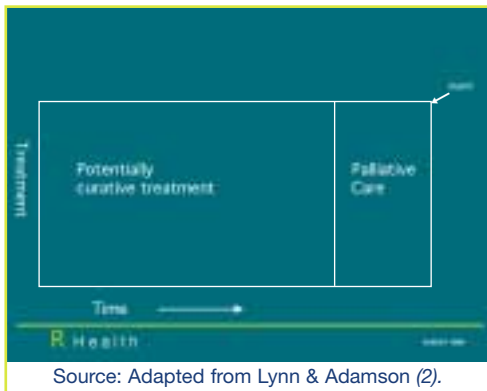 Treatment
Potentially
curative treatment
Palliative
Care
Time
R Health
Source: Adapted from Lynn & Adamson (2).